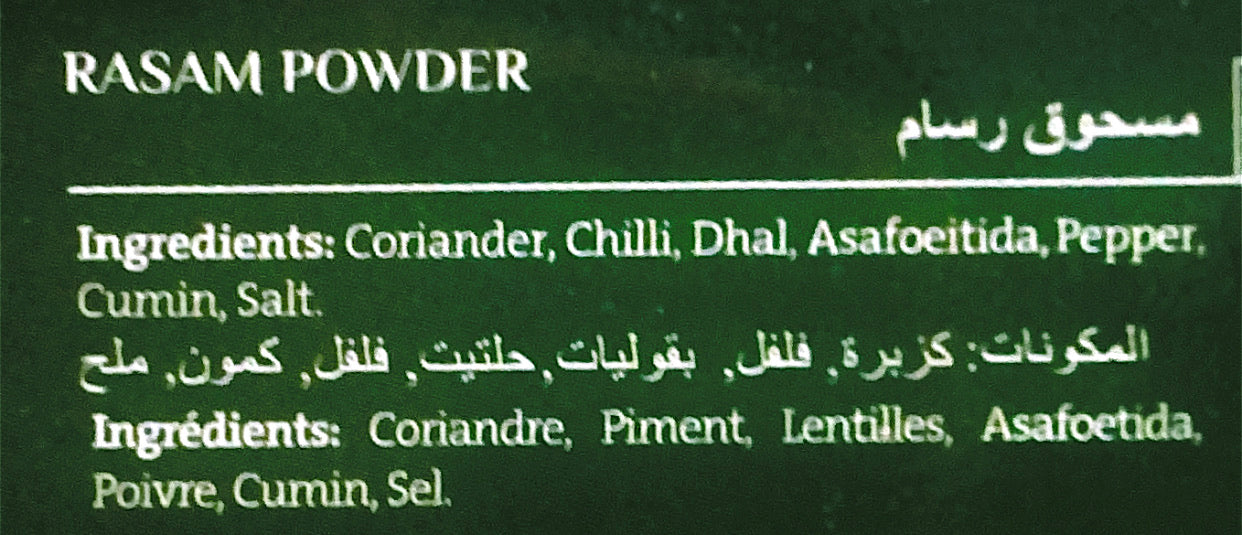 RASAM POWDER
مسحوق رسام
Ingredients: Coriander, Chilli, Dhal, Asafoeitida, Pepper,
Cumin, Salt.
المكونات: كزبرة, فلفل, بقوليات, حلتيت, فلفل, كمون, ملح
Ingrédients: Coriandre, Piment, Lentilles, Asafoetida,
Poivre, Cumin, Sel.